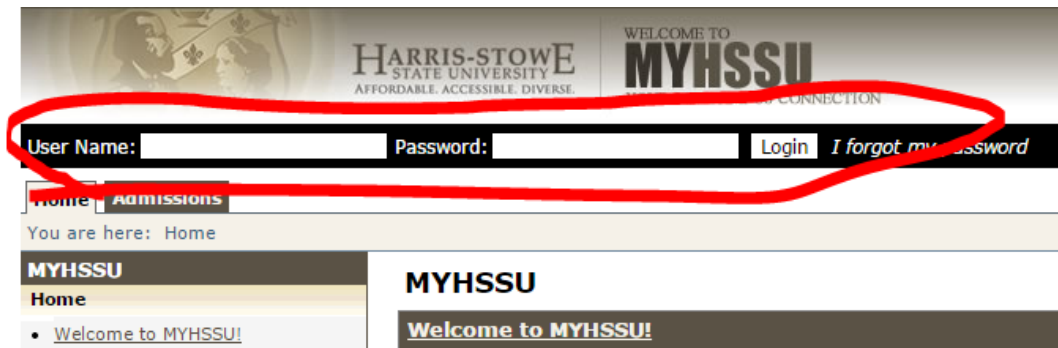 HARRIS-STOWE
STATE UNIVERSITY
AFFORDABLE. ACCESSIBLE. DIVERSE.
WELCOME TO
MYHSSU
CONNECTION
User Name: Password: Login I forgot my password
Home Admissions
You are here: Home
MYHSSU
Home
• Welcome to MYHSSU!
MYHSSU
Welcome to MYHSSU!